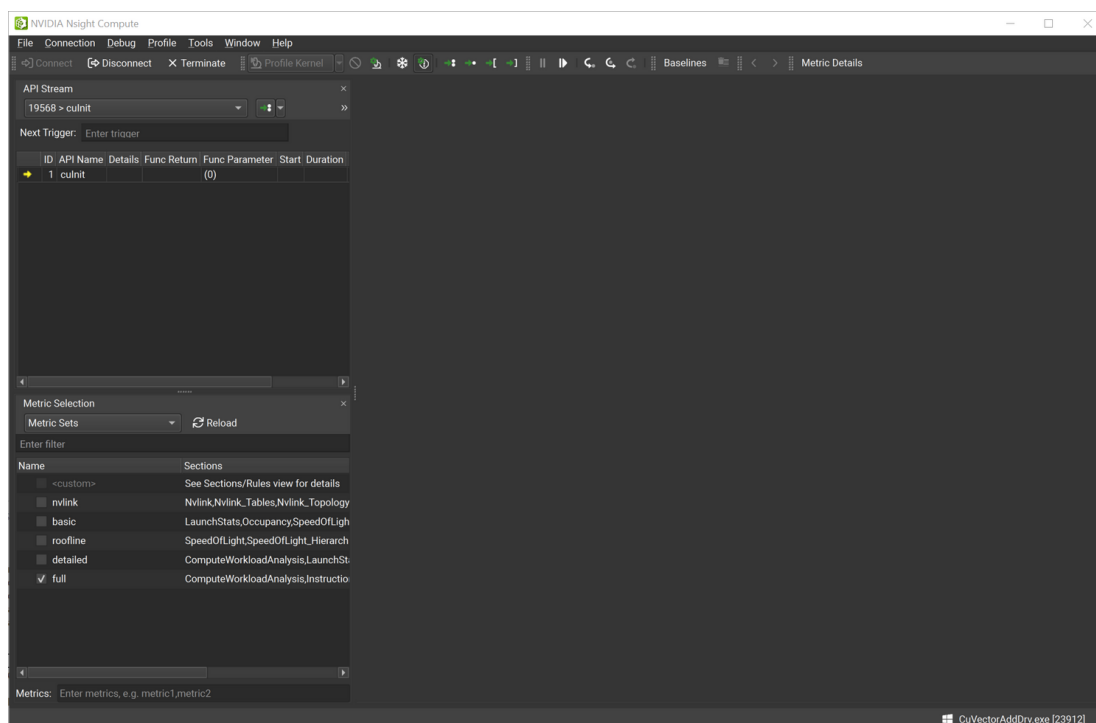 NVIDIA Nsight Compute
File Connection Debug Profile Tools Window Help
Connect Disconnect Terminate Profile Kernel Baselines Metric Details
API Stream
19568 > cuInit
Next Trigger: Enter trigger
ID API Name Details Func Return Func Parameter Start Duration
1 cuInit (0)
Metric Selection
Metric Sets Reload
Enter filter
Name Sections
<custom> See Sections/Rules view for details
nvlink Nvlink,Nvlink_Tables,Nvlink_Topology
basic LaunchStats,Occupancy,SpeedOfLigh
roofline SpeedOfLight,SpeedOfLight_Hierarch
detailed ComputeWorkloadAnalysis,LaunchSt
full ComputeWorkloadAnalysis,Instructio
Metrics: Enter metrics, e.g. metric1,metric2
CuVectorAddDrv.exe [23912]